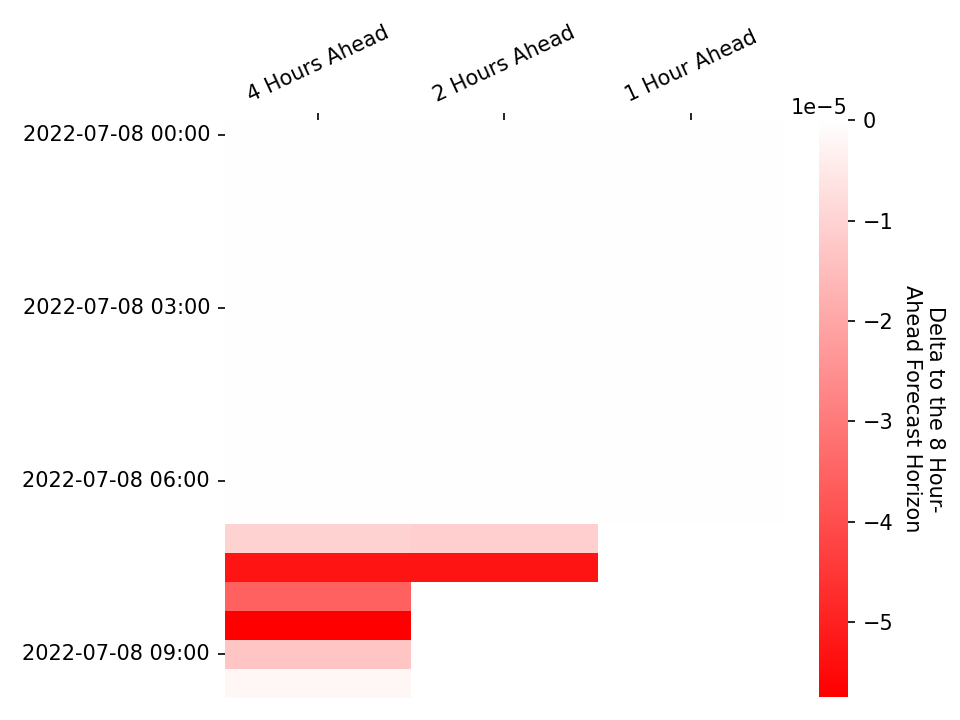 4 Hours Ahead
2 Hours Ahead
1 Hour Ahead
1e−5
2022-07-08 00:00
2022-07-08 03:00
2022-07-08 06:00
2022-07-08 09:00
0
−1
−2
−3
−4
−5
Delta to the 8 Hour-
Ahead Forecast Horizon